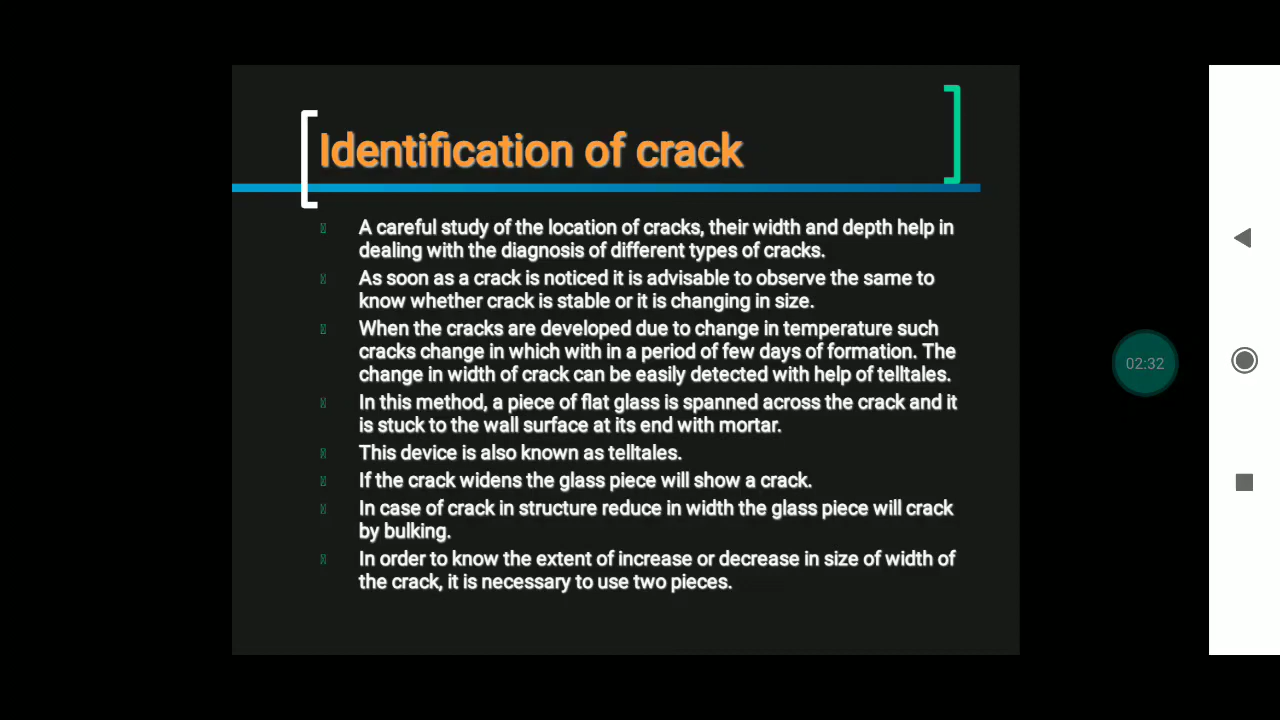 Identification of crack
A careful study of the location of cracks, their width and depth help in
dealing with the diagnosis of different types of cracks.
As soon as a crack is noticed it is advisable to observe the same to
know whether crack is stable or it is changing in size.
When the cracks are developed due to change in temperature such
cracks change in which with in a period of few days of formation. The
change in width of crack can be easily detected with help of telltales.
In this method, a piece of flat glass is spanned across the crack and it
is stuck to the wall surface at its end with mortar.
This device is also known as telltales.
If the crack widens the glass piece will show a crack.
In case of crack in structure reduce in width the glass piece will crack
by bulking.
In order to know the extent of increase or decrease in size of width of
the crack, it is necessary to use two pieces.
02:32